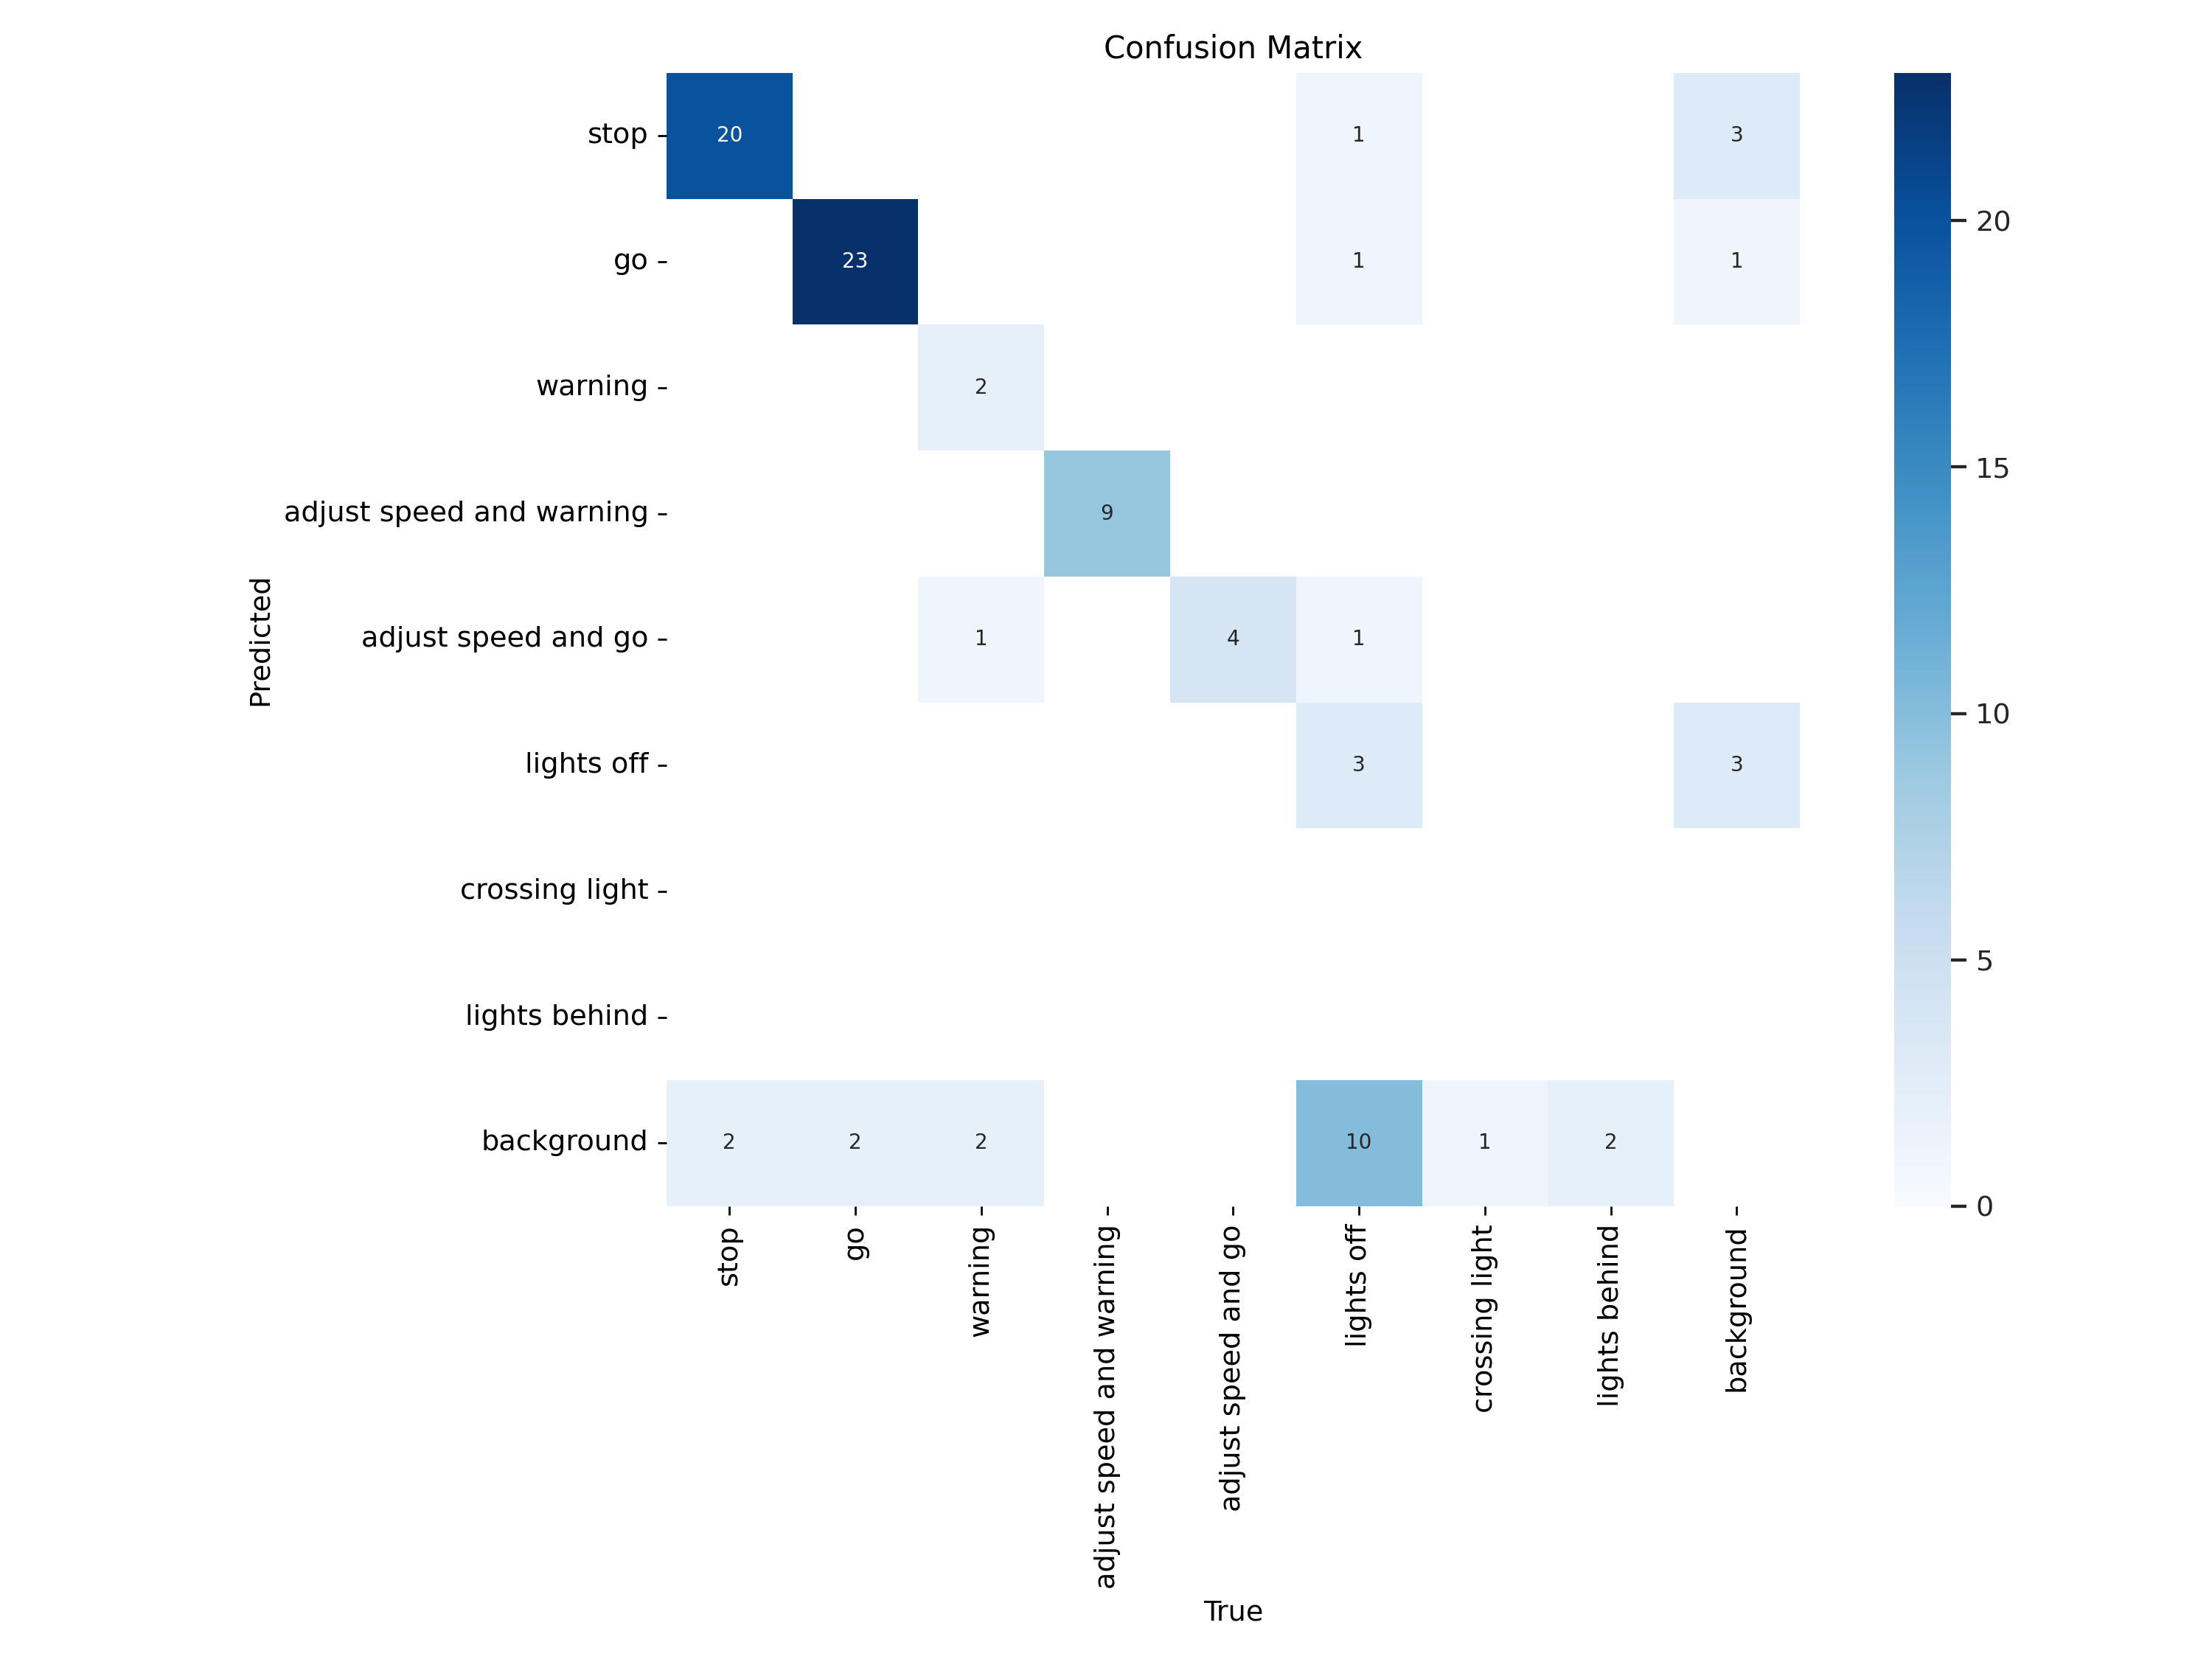 Confusion Matrix
stop
20
1
3
go
23
1
1
warning
2
adjust speed and warning
9
adjust speed and go
1
4
1
lights off
3
3
crossing light
lights behind
background
2
2
2
10
1
2
Predicted
stop
go
warning
adjust speed and warning
adjust speed and go
lights off
crossing light
lights behind
background
True
20
15
10
5
0